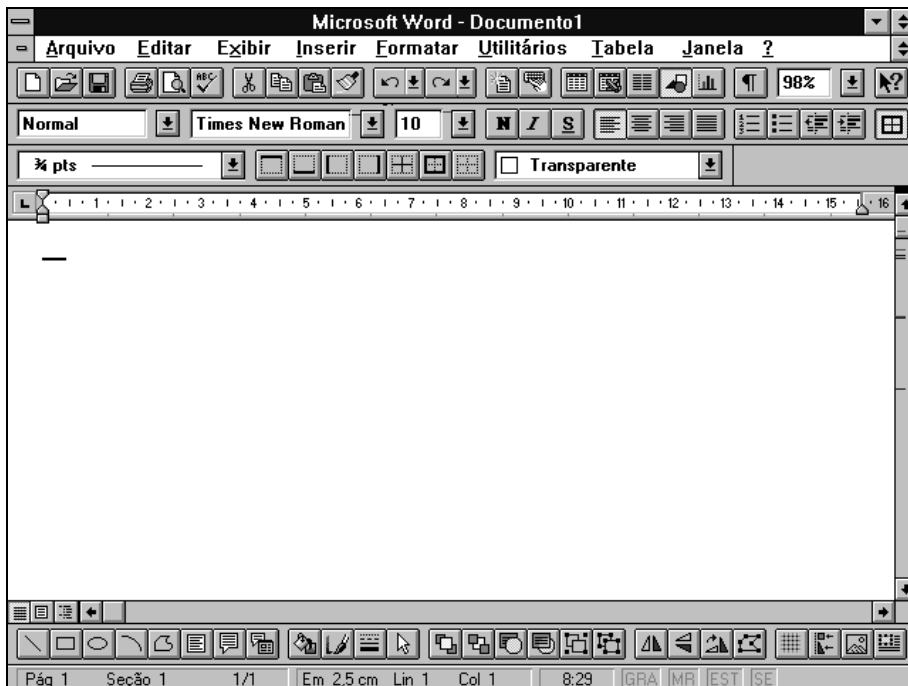 Microsoft Word - Documento1
Arquivo Editar Exibir Inserir Formatar Utilitários Tabela Janela ?
ABC ¶ 98% ?
Normal Times New Roman 10 N I S
¾ pts Transparente
L 1 2 3 4 5 6 7 8 9 10 11 12 13 14 15 16
Pág 1 Seção 1 1/1 Em 2,5 cm Lin 1 Col 1 8:29 GRA MR EST SE